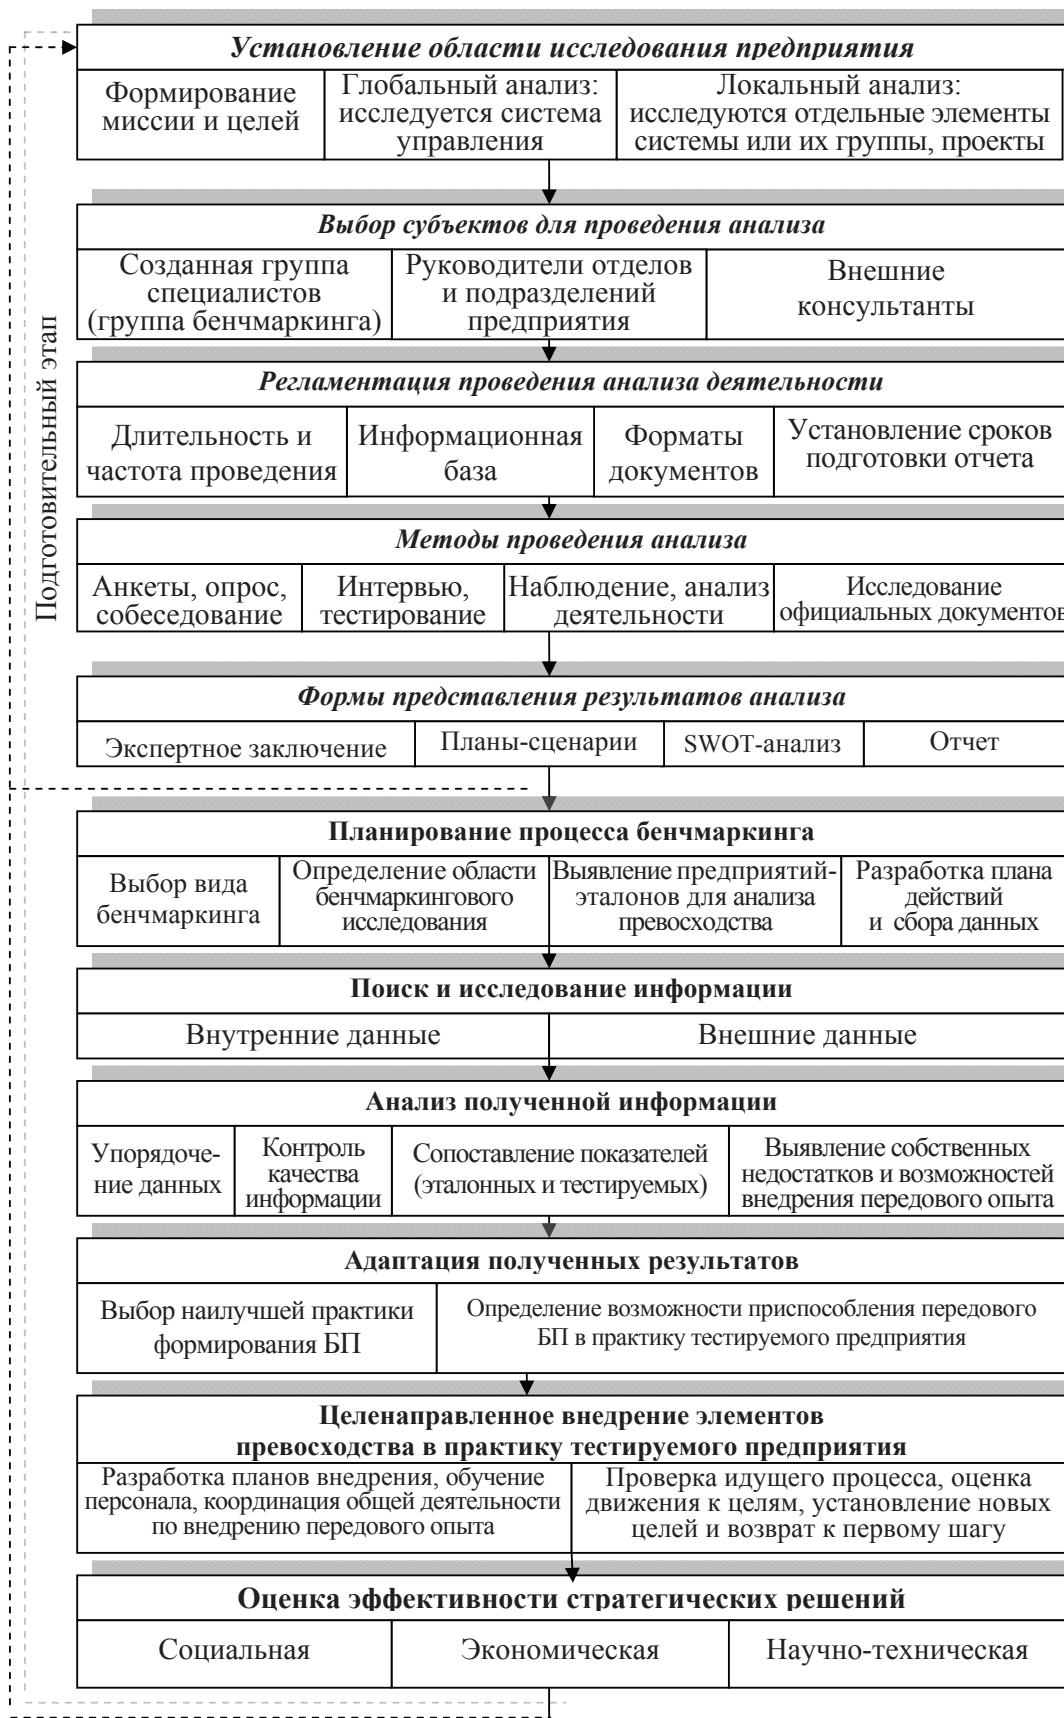 Установление области исследования предприятия
Формирование
миссии и целей
Глобальный анализ:
исследуется система
управления
Локальный анализ:
исследуются отдельные элементы
системы или их группы, проекты
Выбор субъектов для проведения анализа
Созданная группа
специалистов
(группа бенчмаркинга)
Руководители отделов
и подразделений
предприятия
Внешние
консультанты
Подготовительный этап
Регламентация проведения анализа деятельности
Длительность и
частота проведения
Информационная
база
Форматы
документов
Установление сроков
подготовки отчета
Методы проведения анализа
Анкеты, опрос,
собеседование
Интервью,
тестирование
Наблюдение, анализ
деятельности
Исследование
официальных документов
Формы представления результатов анализа
Экспертное заключение
Планы-сценарии
SWOT-анализ
Отчет
Планирование процесса бенчмаркинга
Выбор вида
бенчмаркинга
Определение области
бенчмаркингового
исследования
Выявление предприятий-
эталонов для анализа
превосходства
Разработка плана
действий
и сбора данных
Поиск и исследование информации
Внутренние данные
Внешние данные
Анализ полученной информации
Упорядоче-
ние данных
Контроль
качества
информации
Сопоставление показателей
(эталонных и тестируемых)
Выявление собственных
недостатков и возможностей
внедрения передового опыта
Адаптация полученных результатов
Выбор наилучшей практики
формирования БП
Определение возможности приспособления передового
БП в практику тестируемого предприятия
Целенаправленное внедрение элементов
превосходства в практику тестируемого предприятия
Разработка планов внедрения, обучение
персонала, координация общей деятельности
по внедрению передового опыта
Проверка идущего процесса, оценка
движения к целям, установление новых
целей и возврат к первому шагу
Оценка эффективности стратегических решений
Социальная
Экономическая
Научно-техническая